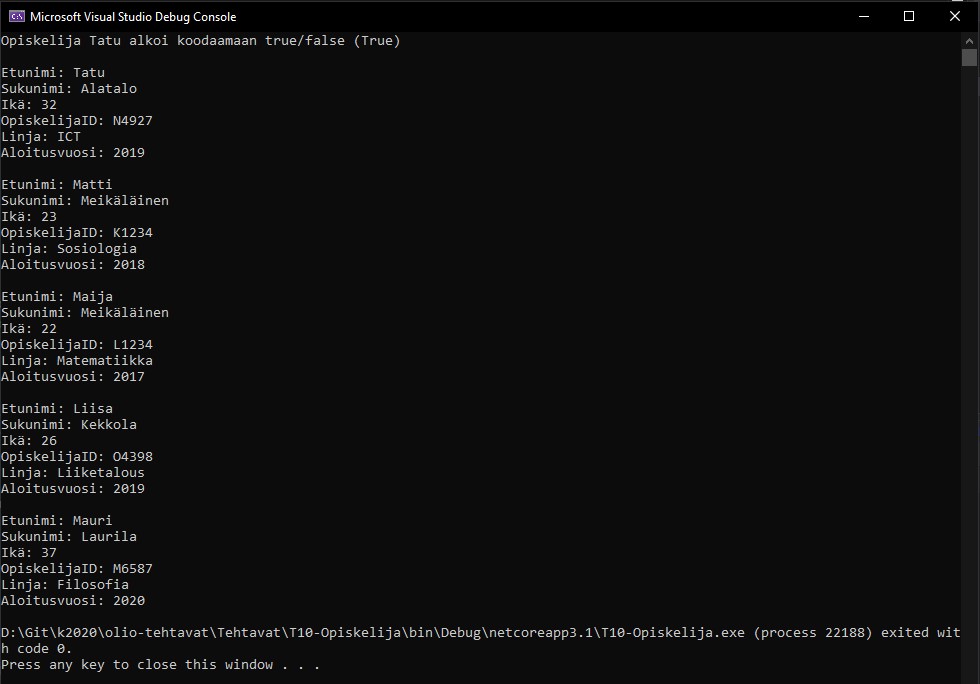 Microsoft Visual Studio Debug Console
Opiskelija Tatu alkoi koodaamaan true/false (True)
Etunimi: Tatu
Sukunimi: Alatalo
Ikä: 32
OpiskelijaID: N4927
Linja: ICT
Aloitusvuosi: 2019
Etunimi: Matti
Sukunimi: Meikäläinen
Ikä: 23
OpiskelijaID: K1234
Linja: Sosiologia
Aloitusvuosi: 2018
Etunimi: Maija
Sukunimi: Meikäläinen
Ikä: 22
OpiskelijaID: L1234
Linja: Matematiikka
Aloitusvuosi: 2017
Etunimi: Liisa
Sukunimi: Kekkola
Ikä: 26
OpiskelijaID: O4398
Linja: Liiketalous
Aloitusvuosi: 2019
Etunimi: Mauri
Sukunimi: Laurila
Ikä: 37
OpiskelijaID: M6587
Linja: Filosofia
Aloitusvuosi: 2020
D:\Git\k2020\olio-tehtavat\Tehtavat\T10-Opiskelija\bin\Debug\netcoreapp3.1\T10-Opiskelija.exe (process 22188) exited wit
h code 0.
Press any key to close this window . . .